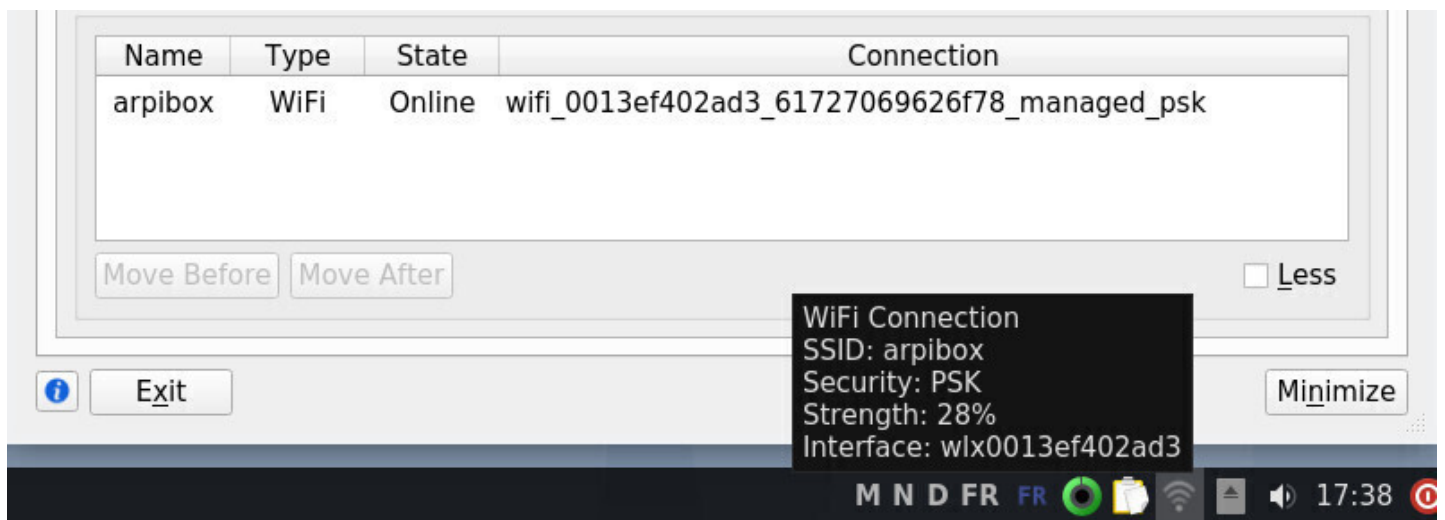 Name Type State Connection
arpibox WiFi Online wifi_0013ef402ad3_61727069626f78_managed_psk
Move Before Move After Less
WiFi Connection
SSID: arpibox
Security: PSK
Strength: 28%
Interface: wlx0013ef402ad3
Exit Minimize
M N D FR FR 17:38